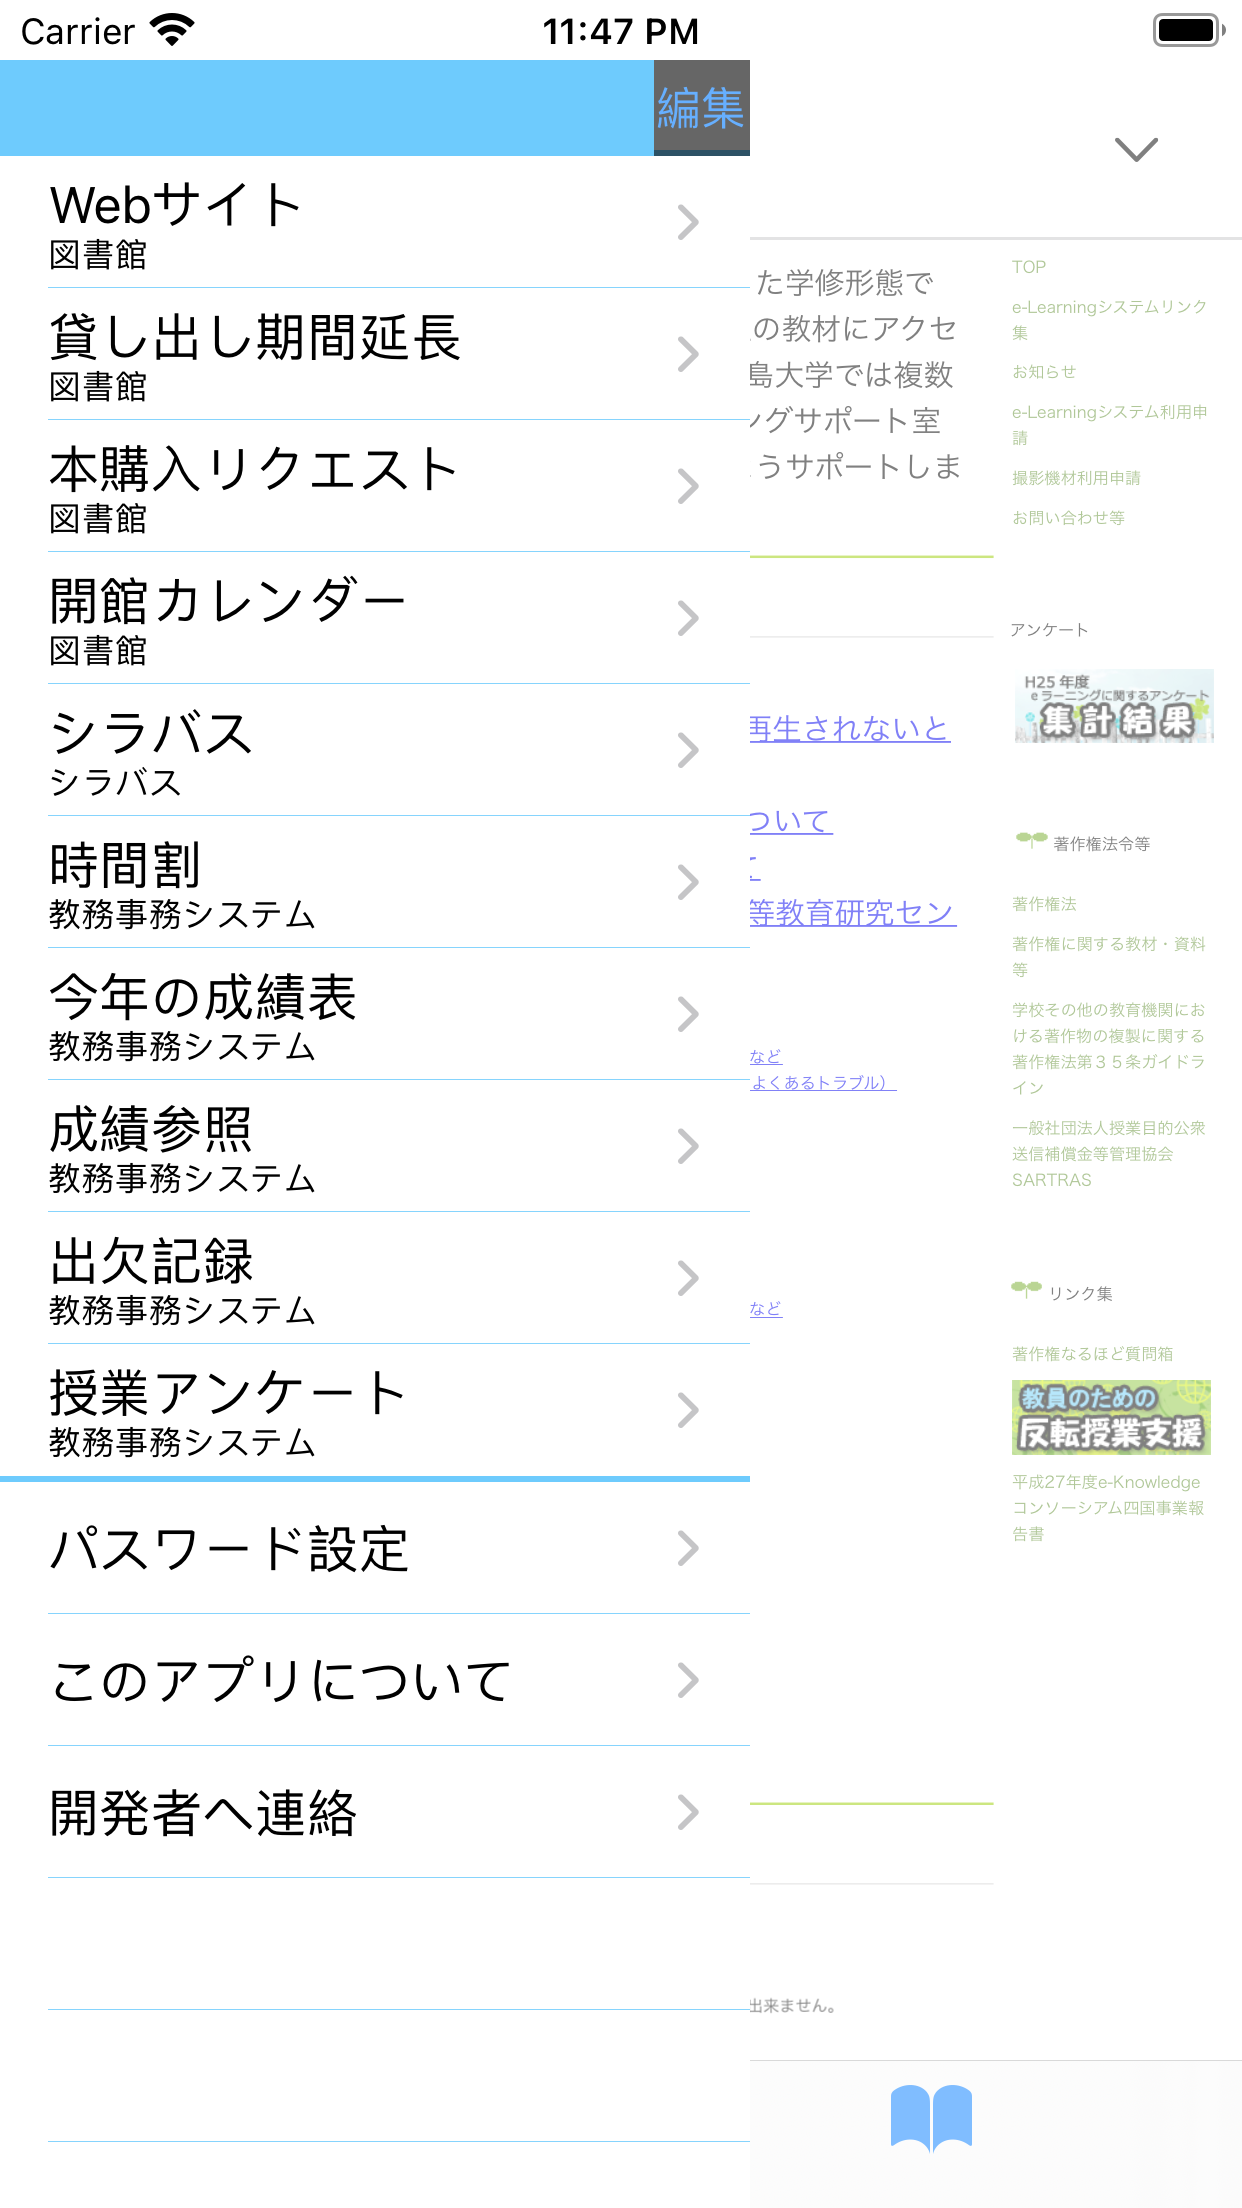 Carrier
11:47 PM
編集
Webサイト
図書館
貸し出し期間延長
図書館
本購入リクエスト
図書館
開館カレンダー
図書館
シラバス
シラバス
時間割
教務事務システム
今年の成績表
教務事務システム
成績参照
教務事務システム
出欠記録
教務事務システム
授業アンケート
教務事務システム
パスワード設定
このアプリについて
開発者へ連絡
た学修形態で
の教材にアクセ
島大学では複数
ングサポート室
うサポートしま
再生されないと
ついて
て
等教育研究セン
など
よくあるトラブル）
など
出来ません。
TOP
e-Learningシステムリンク
集
お知らせ
e-Learningシステム利用申
請
撮影機材利用申請
お問い合わせ等
アンケート
H25 年度
e ラーニングに関するアンケート
集計結果
著作権法令等
著作権法
著作権に関する教材・資料
等
学校その他の教育機関にお
ける著作物の複製に関する
著作権法第３５条ガイドラ
イン
一般社団法人授業目的公衆
送信補償金等管理協会
SARTRAS
リンク集
著作権なるほど質問箱
教員のための
反転授業支援
平成27年度e-Knowledge
コンソーシアム四国事業報
告書